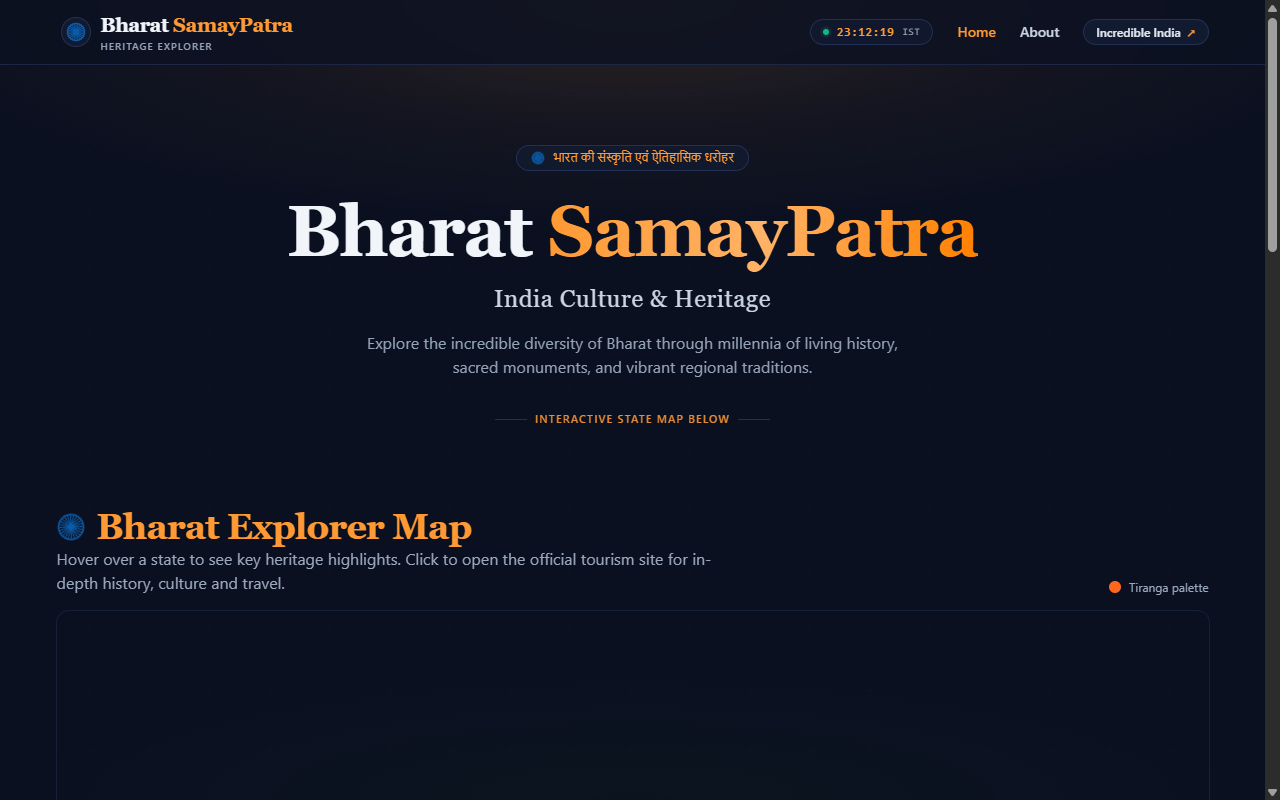 Bharat SamayPatra
HERITAGE EXPLORER
23:12:19 IST
Home
About
Incredible India ↗
भारत की संस्कृति एवं ऐतिहासिक धरोहर
Bharat SamayPatra
India Culture & Heritage
Explore the incredible diversity of Bharat through millennia of living history,
sacred monuments, and vibrant regional traditions.
INTERACTIVE STATE MAP BELOW
Bharat Explorer Map
Hover over a state to see key heritage highlights. Click to open the official tourism site for in-
depth history, culture and travel.
Tiranga palette